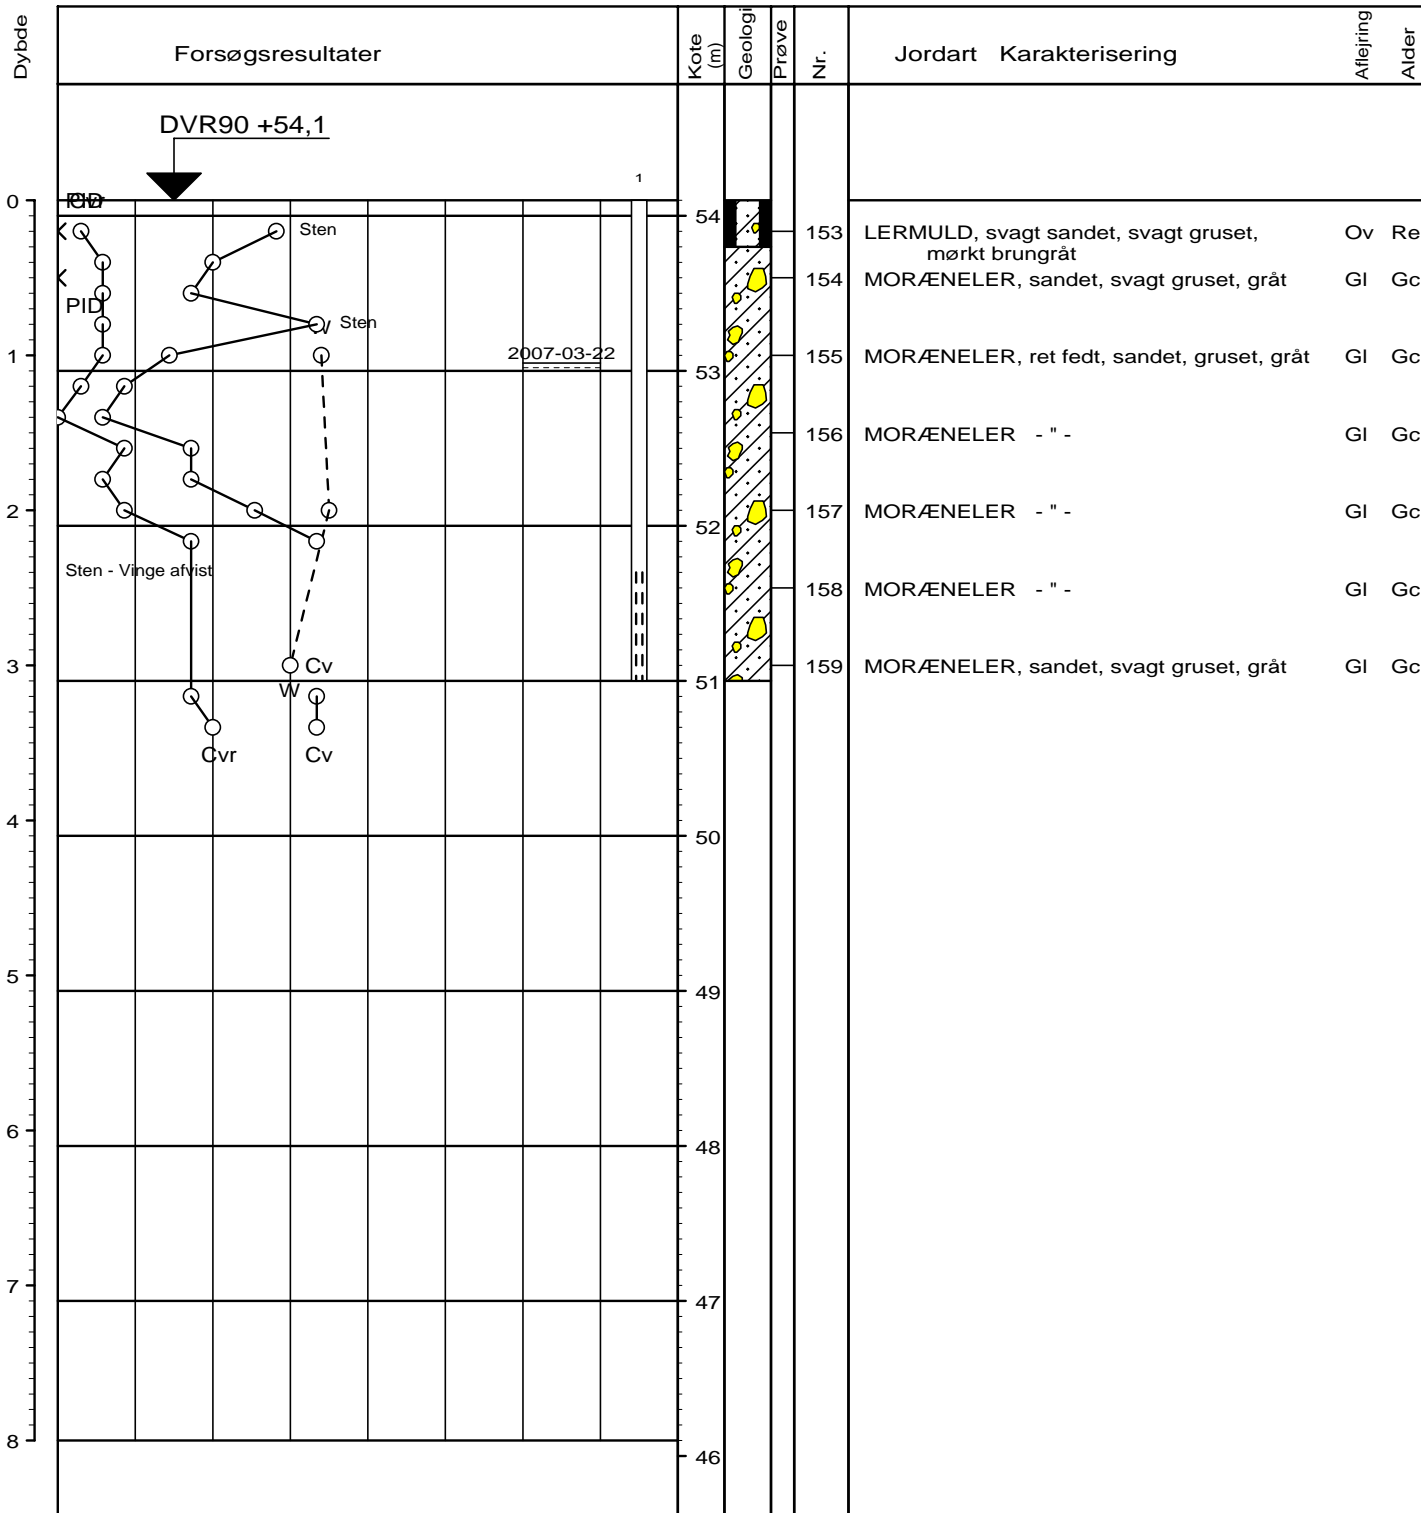 Dybde
Forsøgsresultater
Kote (m)
Geologi
Prøve
Nr.
Jordart Karakterisering
Aflejring
Alder
DVR90 +54,1
1
0
PID
Cvr
Sten
54
153 LERMULD, svagt sandet, svagt gruset, Ov Re
mørkt brungråt
154 MORÆNELER, sandet, svagt gruset, gråt Gl Gc
PID
Sten
1
2007-03-22
53
155 MORÆNELER, ret fedt, sandet, gruset, gråt Gl Gc
156 MORÆNELER - " - Gl Gc
2
52
157 MORÆNELER - " - Gl Gc
Sten - Vinge afvist
158 MORÆNELER - " - Gl Gc
3
Cv
W
51
159 MORÆNELER, sandet, svagt gruset, gråt Gl Gc
Cvr
Cv
4
50
5
49
6
48
7
47
8
46